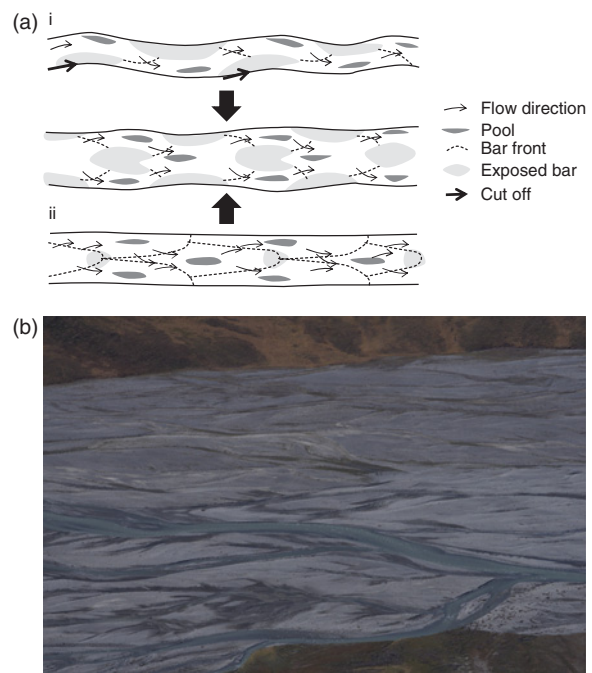 (a)
i
Flow direction
Pool
Bar front
Exposed bar
Cut off
ii
(b)